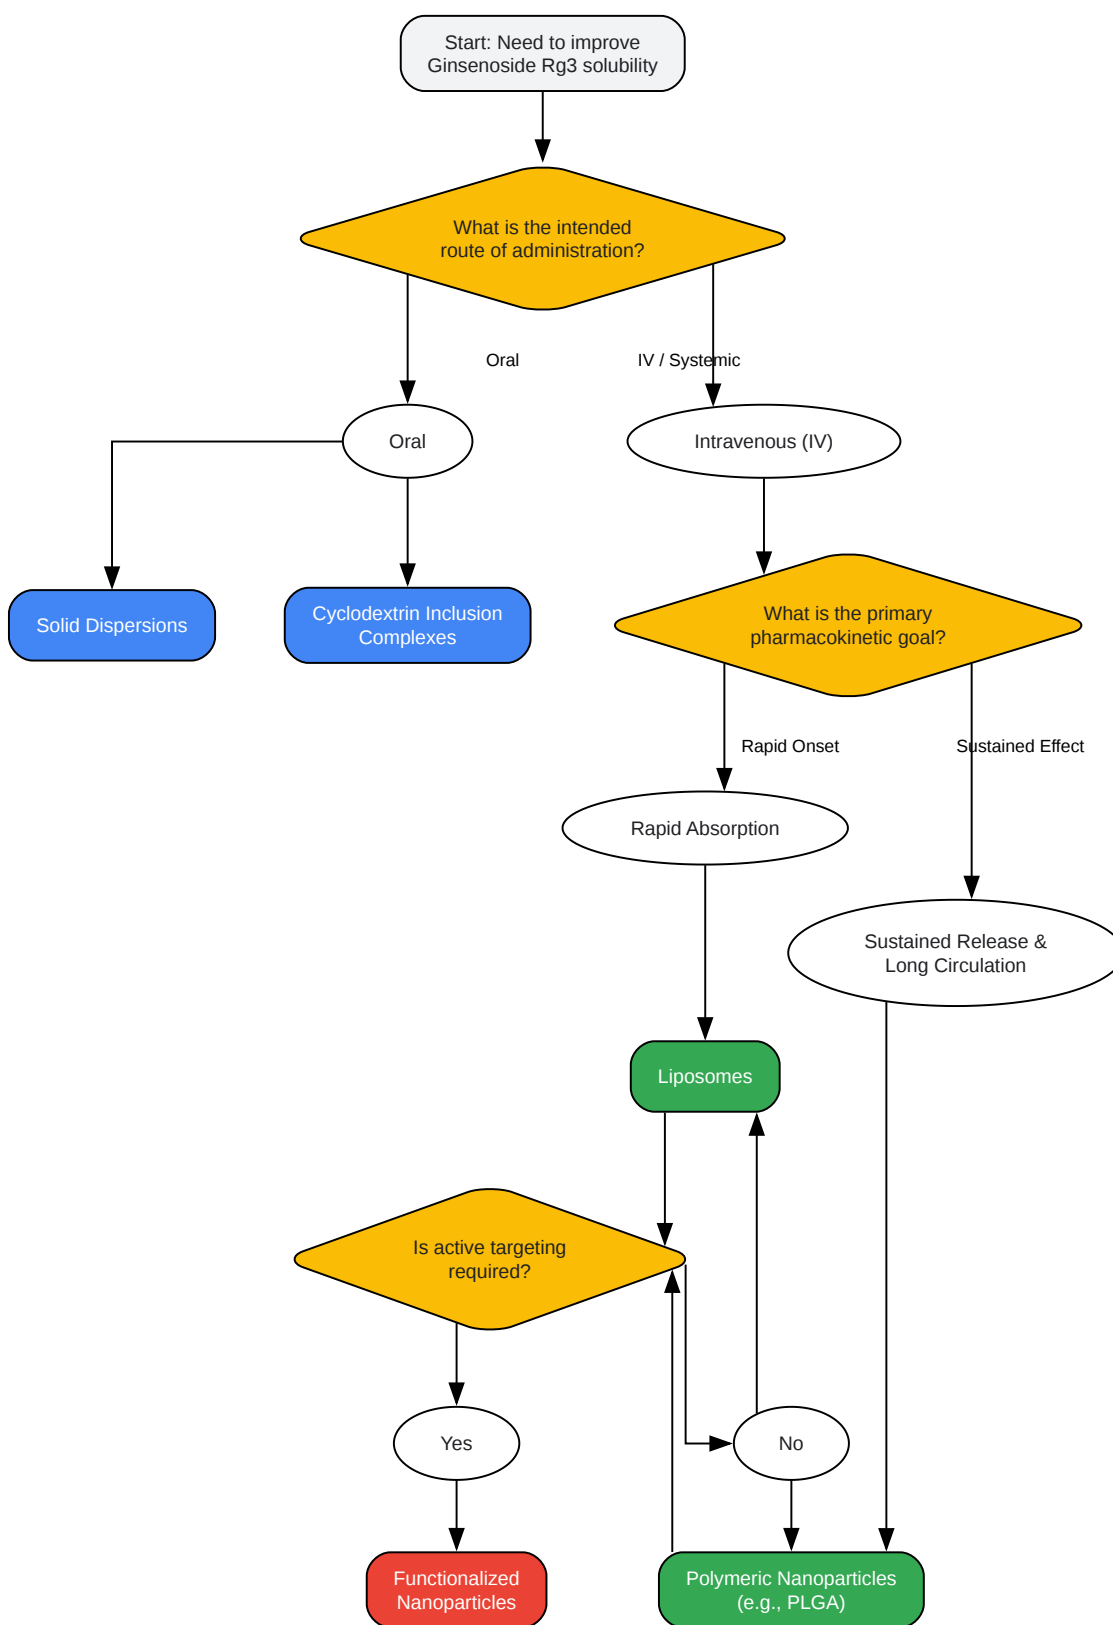 Start: Need to improve
Ginsenoside Rg3 solubility
What is the intended
route of administration?
Oral
IV / Systemic
Oral
Intravenous (IV)
Solid Dispersions
Cyclodextrin Inclusion
Complexes
What is the primary
pharmacokinetic goal?
Rapid Onset
Sustained Effect
Rapid Absorption
Sustained Release &
Long Circulation
Liposomes
Is active targeting
required?
Yes
No
Functionalized
Nanoparticles
Polymeric Nanoparticles
(e.g., PLGA)